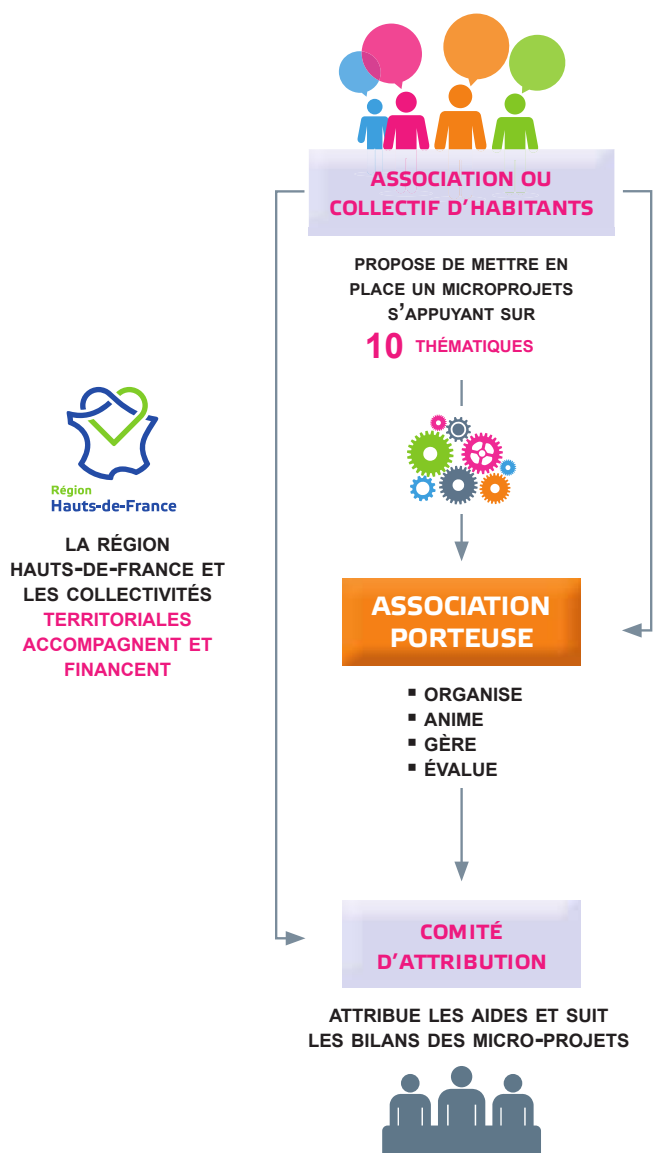 ASSOCIATION OU
COLLECTIF D'HABITANTS
PROPOSE DE METTRE EN
PLACE UN MICROPROJETS
S'APPUYANT SUR
10 THÉMATIQUES
Région
Hauts-de-France
LA RÉGION
HAUTS-DE-FRANCE ET
LES COLLECTIVITÉS
TERRITORIALES
ACCOMPAGNENT ET
FINANCENT
ASSOCIATION
PORTEUSE
▪ ORGANISE
▪ ANIME
▪ GÈRE
▪ ÉVALUE
COMITÉ
D'ATTRIBUTION
ATTRIBUE LES AIDES ET SUIT
LES BILANS DES MICRO-PROJETS